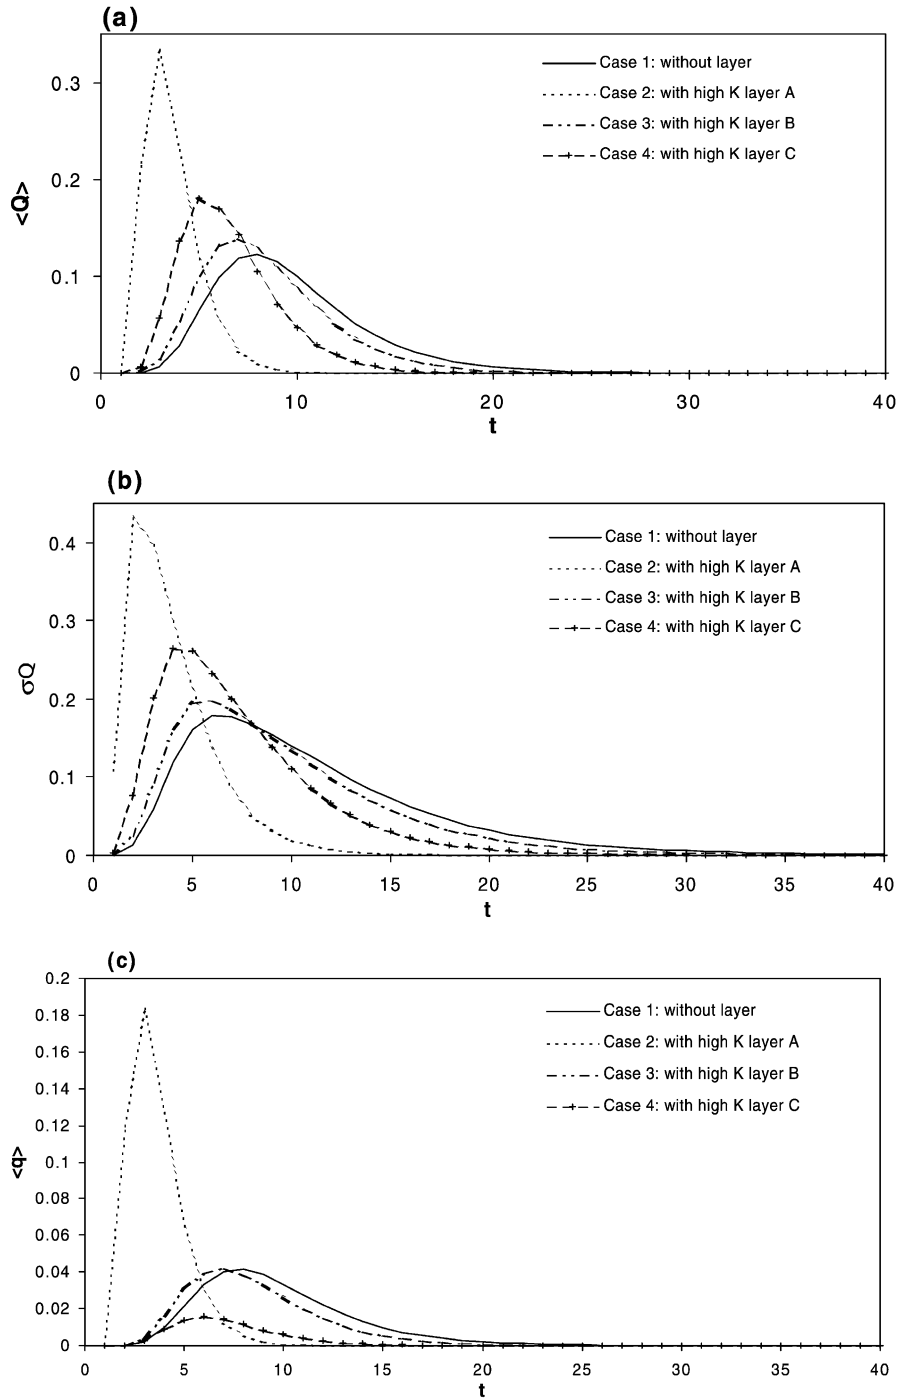 (a)
0.3
0.2
0.1
0
<Q>
Case 1: without layer
Case 2: with high K layer A
Case 3: with high K layer B
Case 4: with high K layer C
0 10 20 30 40
t
(b)
0.4
0.3
0.2
0.1
0
σQ
Case 1: without layer
Case 2: with high K layer A
Case 3: with high K layer B
Case 4: with high K layer C
0 5 10 15 20 25 30 35 40
t
(c)
0.2
0.18
0.16
0.14
0.12
0.1
0.08
0.06
0.04
0.02
0
<q>
Case 1: without layer
Case 2: with high K layer A
Case 3: with high K layer B
Case 4: with high K layer C
0 5 10 15 20 25 30 35 40
t